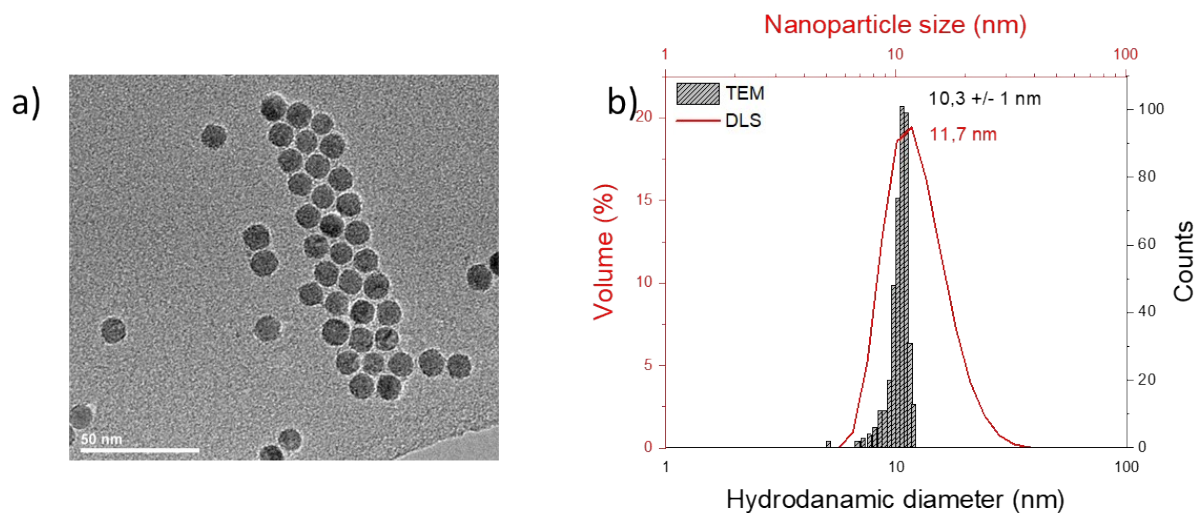 a)
50 nm
b)
Nanoparticle size (nm)
1
10
100
TEM
DLS
10,3 +/- 1 nm
11,7 nm
20
15
10
5
0
Volume (%)
100
80
60
40
20
0
Counts
1
10
100
Hydrodanamic diameter (nm)